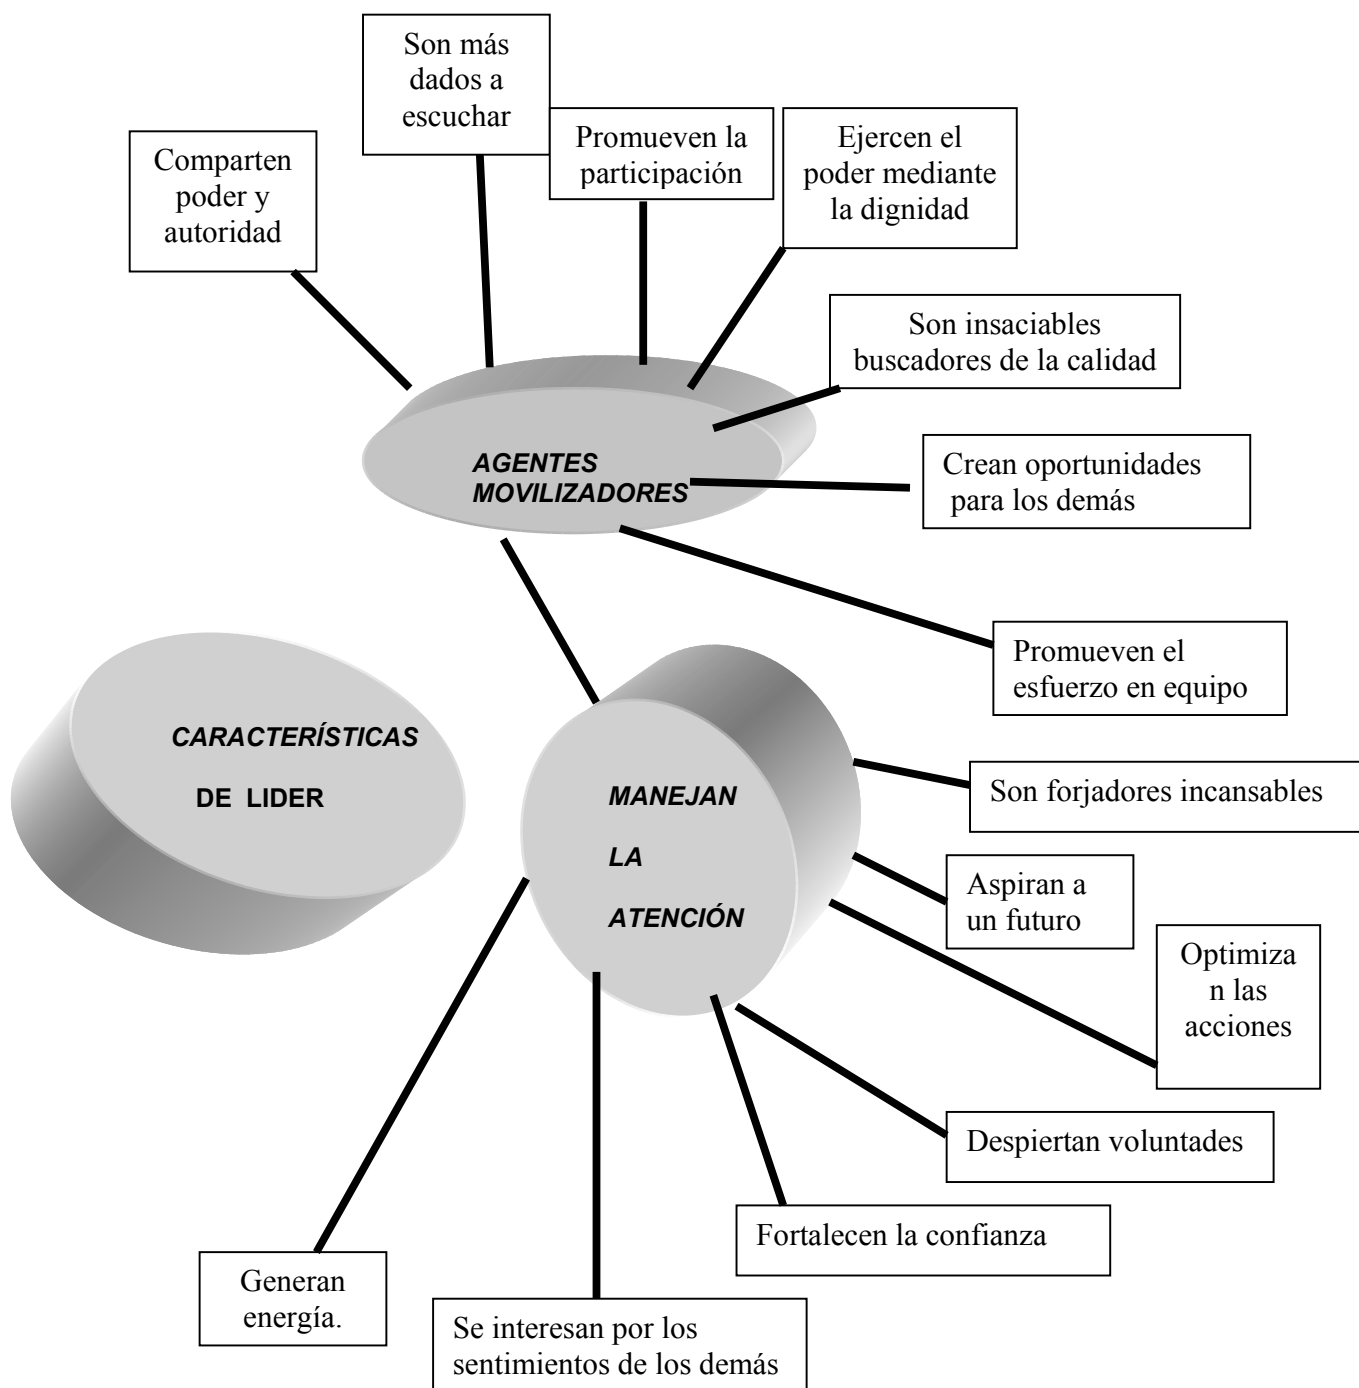 Son más
dados a
escuchar
Comparten
poder y
autoridad
Promueven la
participación
Ejercen el
poder mediante
la dignidad
Son insaciables
buscadores de la calidad
AGENTES
MOVILIZADORES
Crean oportunidades
para los demás
Promueven el
esfuerzo en equipo
CARACTERÍSTICAS
DE LIDER
MANEJAN
LA
ATENCIÓN
Son forjadores incansables
Aspiran a
un futuro
Optimiza
n las
acciones
Despiertan voluntades
Fortalecen la confianza
Generan
energía.
Se interesan por los
sentimientos de los demás